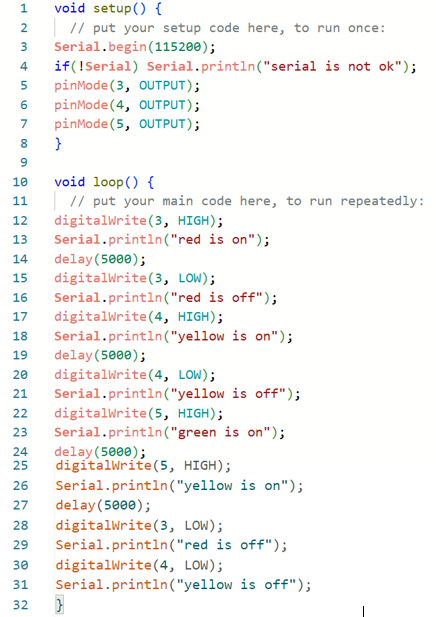 1 void setup() {
2 // put your setup code here, to run once:
3 Serial.begin(115200);
4 if(!Serial) Serial.println("serial is not ok");
5 pinMode(3, OUTPUT);
6 pinMode(4, OUTPUT);
7 pinMode(5, OUTPUT);
8 }
9
10 void loop() {
11 // put your main code here, to run repeatedly:
12 digitalWrite(3, HIGH);
13 Serial.println("red is on");
14 delay(5000);
15 digitalWrite(3, LOW);
16 Serial.println("red is off");
17 digitalWrite(4, HIGH);
18 Serial.println("yellow is on");
19 delay(5000);
20 digitalWrite(4, LOW);
21 Serial.println("yellow is off");
22 digitalWrite(5, HIGH);
23 Serial.println("green is on");
24 delay(5000);
25 digitalWrite(5, HIGH);
26 Serial.println("yellow is on");
27 delay(5000);
28 digitalWrite(3, LOW);
29 Serial.println("red is off");
30 digitalWrite(4, LOW);
31 Serial.println("yellow is off");
32 }